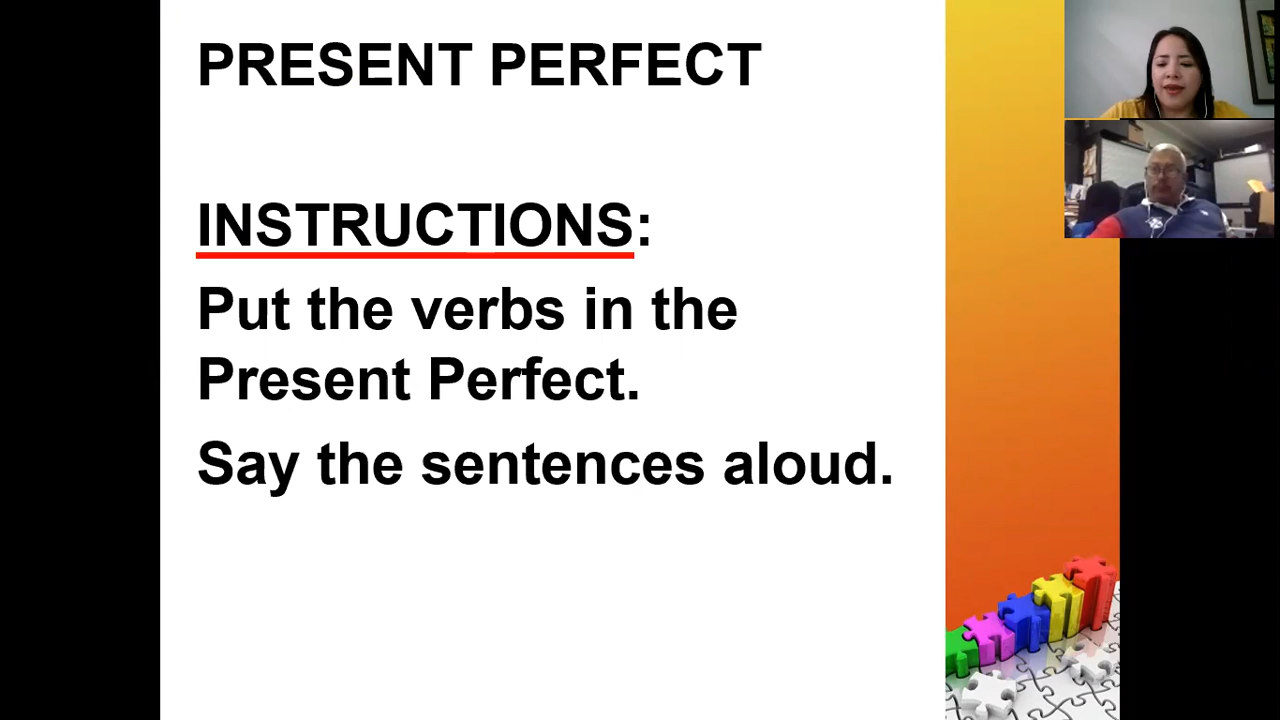 PRESENT PERFECT
INSTRUCTIONS:
Put the verbs in the
Present Perfect.
Say the sentences aloud.